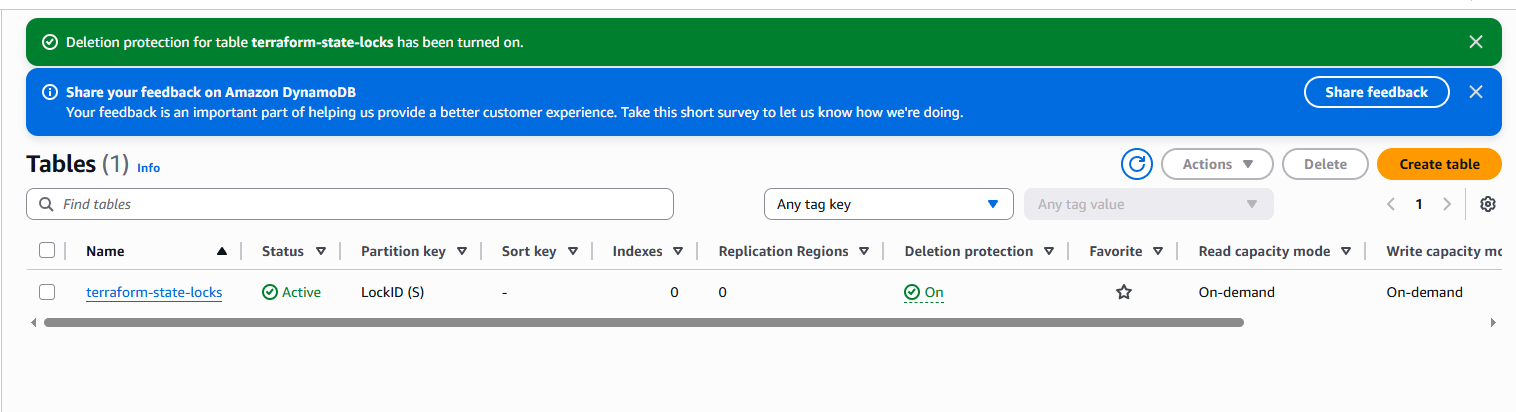 Deletion protection for table terraform-state-locks has been turned on.
Share your feedback on Amazon DynamoDB
Your feedback is an important part of helping us provide a better customer experience. Take this short survey to let us know how we're doing.
Share feedback
Tables (1) Info
Actions
Delete
Create table
Find tables
Any tag key
Any tag value
1
Name Status Partition key Sort key Indexes Replication Regions Deletion protection Favorite Read capacity mode Write capacity mo
terraform-state-locks Active LockID (S) - 0 0 On On-demand On-demand